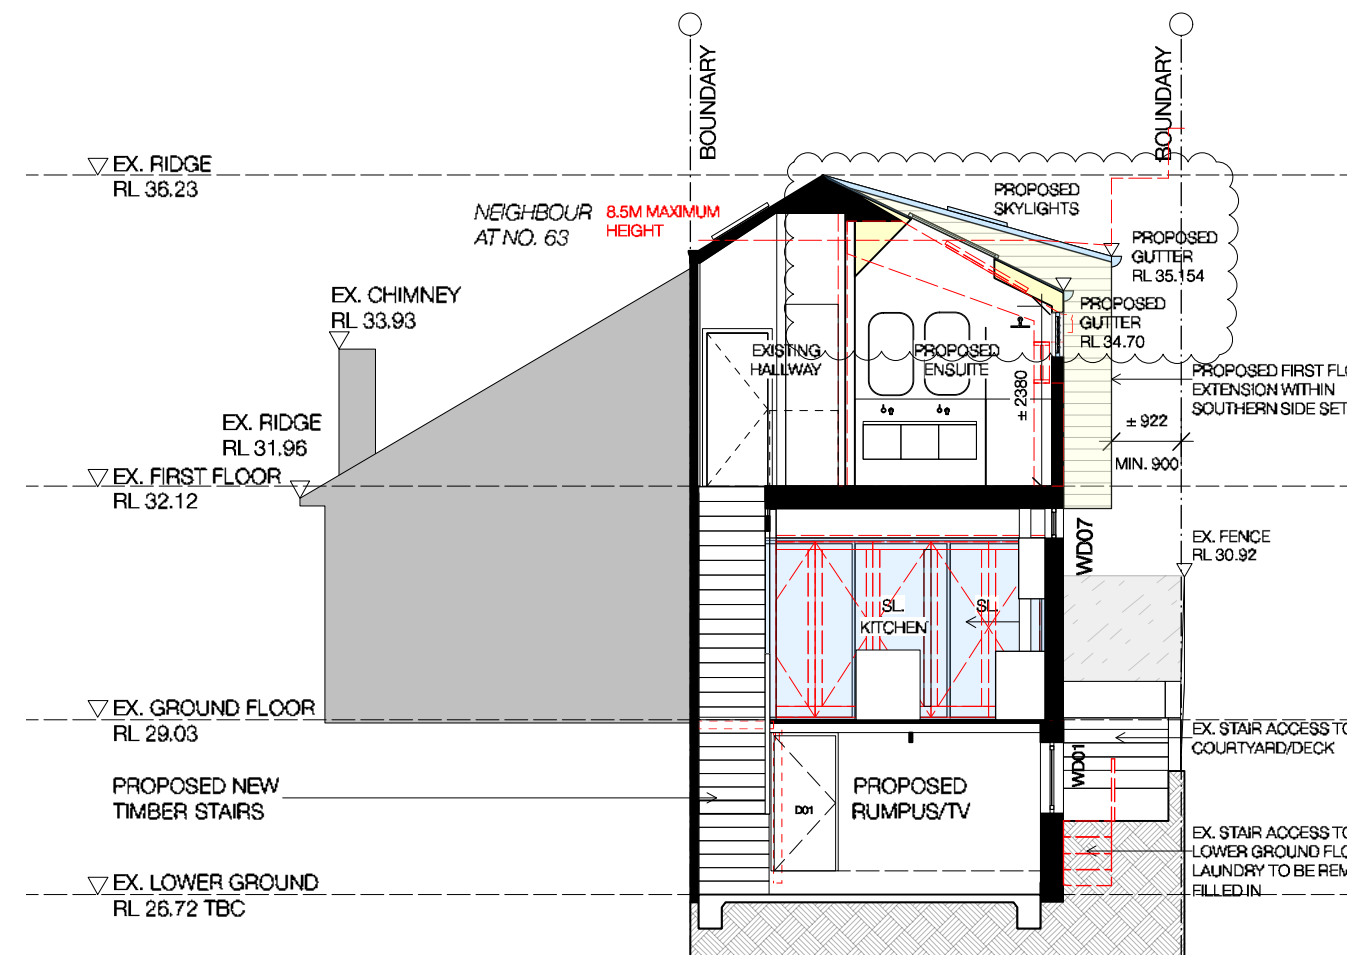 BOUNDARY
BOUNDARY
EX. RIDGE
RL 36.23
NEIGHBOUR
AT NO. 63
8.5M MAXIMUM
HEIGHT
PROPOSED
SKYLIGHTS
PROPOSED
GUTTER
RL 35.154
EX. CHIMNEY
RL 33.93
PROPOSED
GUTTER
RL 34.70
EXISTING
HALLWAY
PROPOSED
ENSUITE
± 2380
PROPOSED FIRST FLO
EXTENSION WITHIN
SOUTHERN SIDE SET
± 922
MIN. 900
EX. RIDGE
RL 31.96
EX. FIRST FLOOR
RL 32.12
WD07
EX. FENCE
RL 30.92
SL.
KITCHEN
SL.
EX. GROUND FLOOR
RL 29.03
EX. STAIR ACCESS TO
COURTYARD/DECK
WD01
PROPOSED NEW
TIMBER STAIRS
D01
PROPOSED
RUMPUS/TV
EX. STAIR ACCESS TO
LOWER GROUND FLO
LAUNDRY TO BE REM
FILLED IN
EX. LOWER GROUND
RL 26.72 TBC